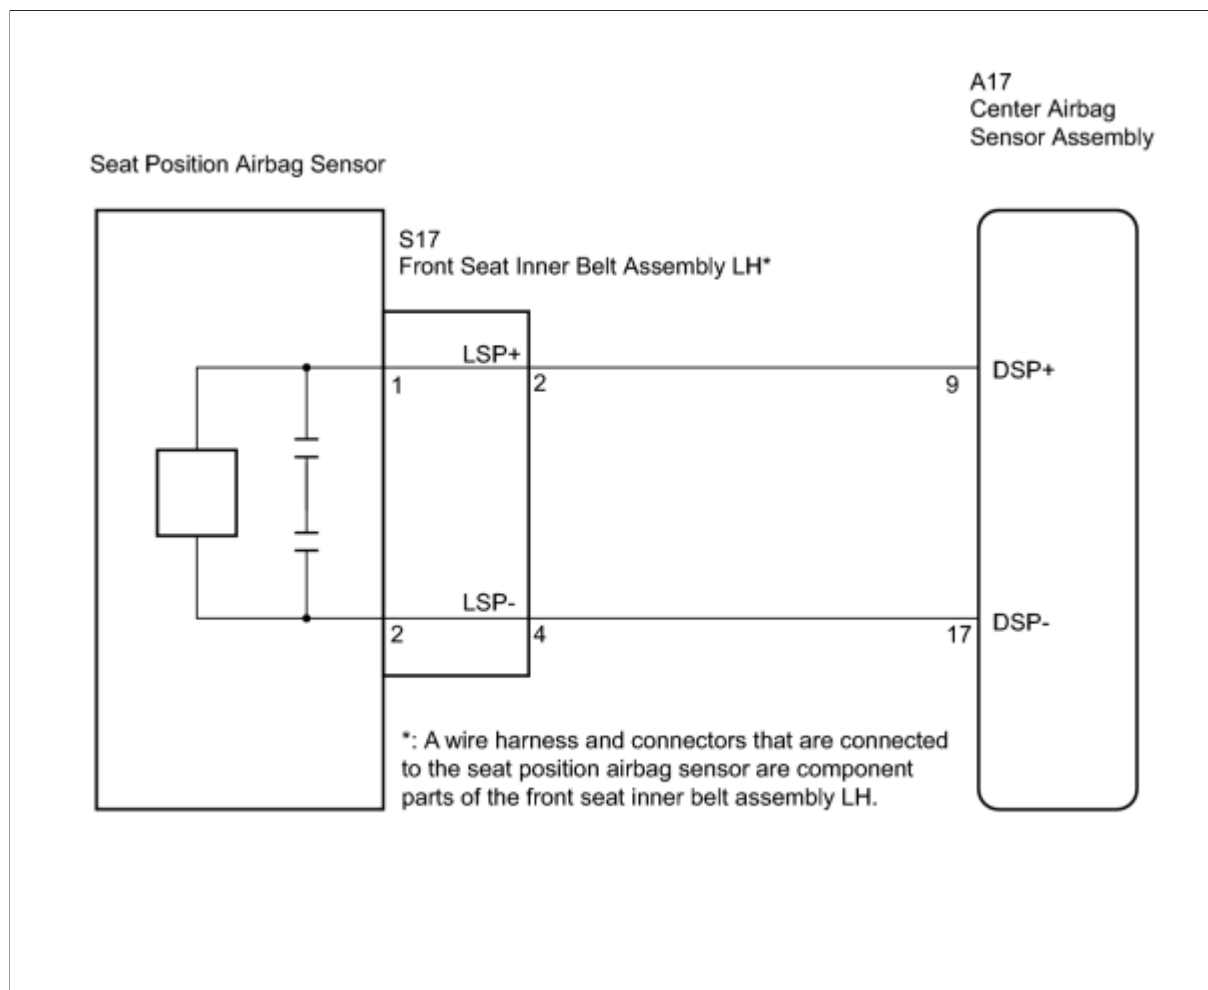 A17
Center Airbag
Sensor Assembly
Seat Position Airbag Sensor
S17
Front Seat Inner Belt Assembly LH*
LSP+
1
2
9
DSP+
LSP-
2
4
17
DSP-
*: A wire harness and connectors that are connected
to the seat position airbag sensor are component
parts of the front seat inner belt assembly LH.